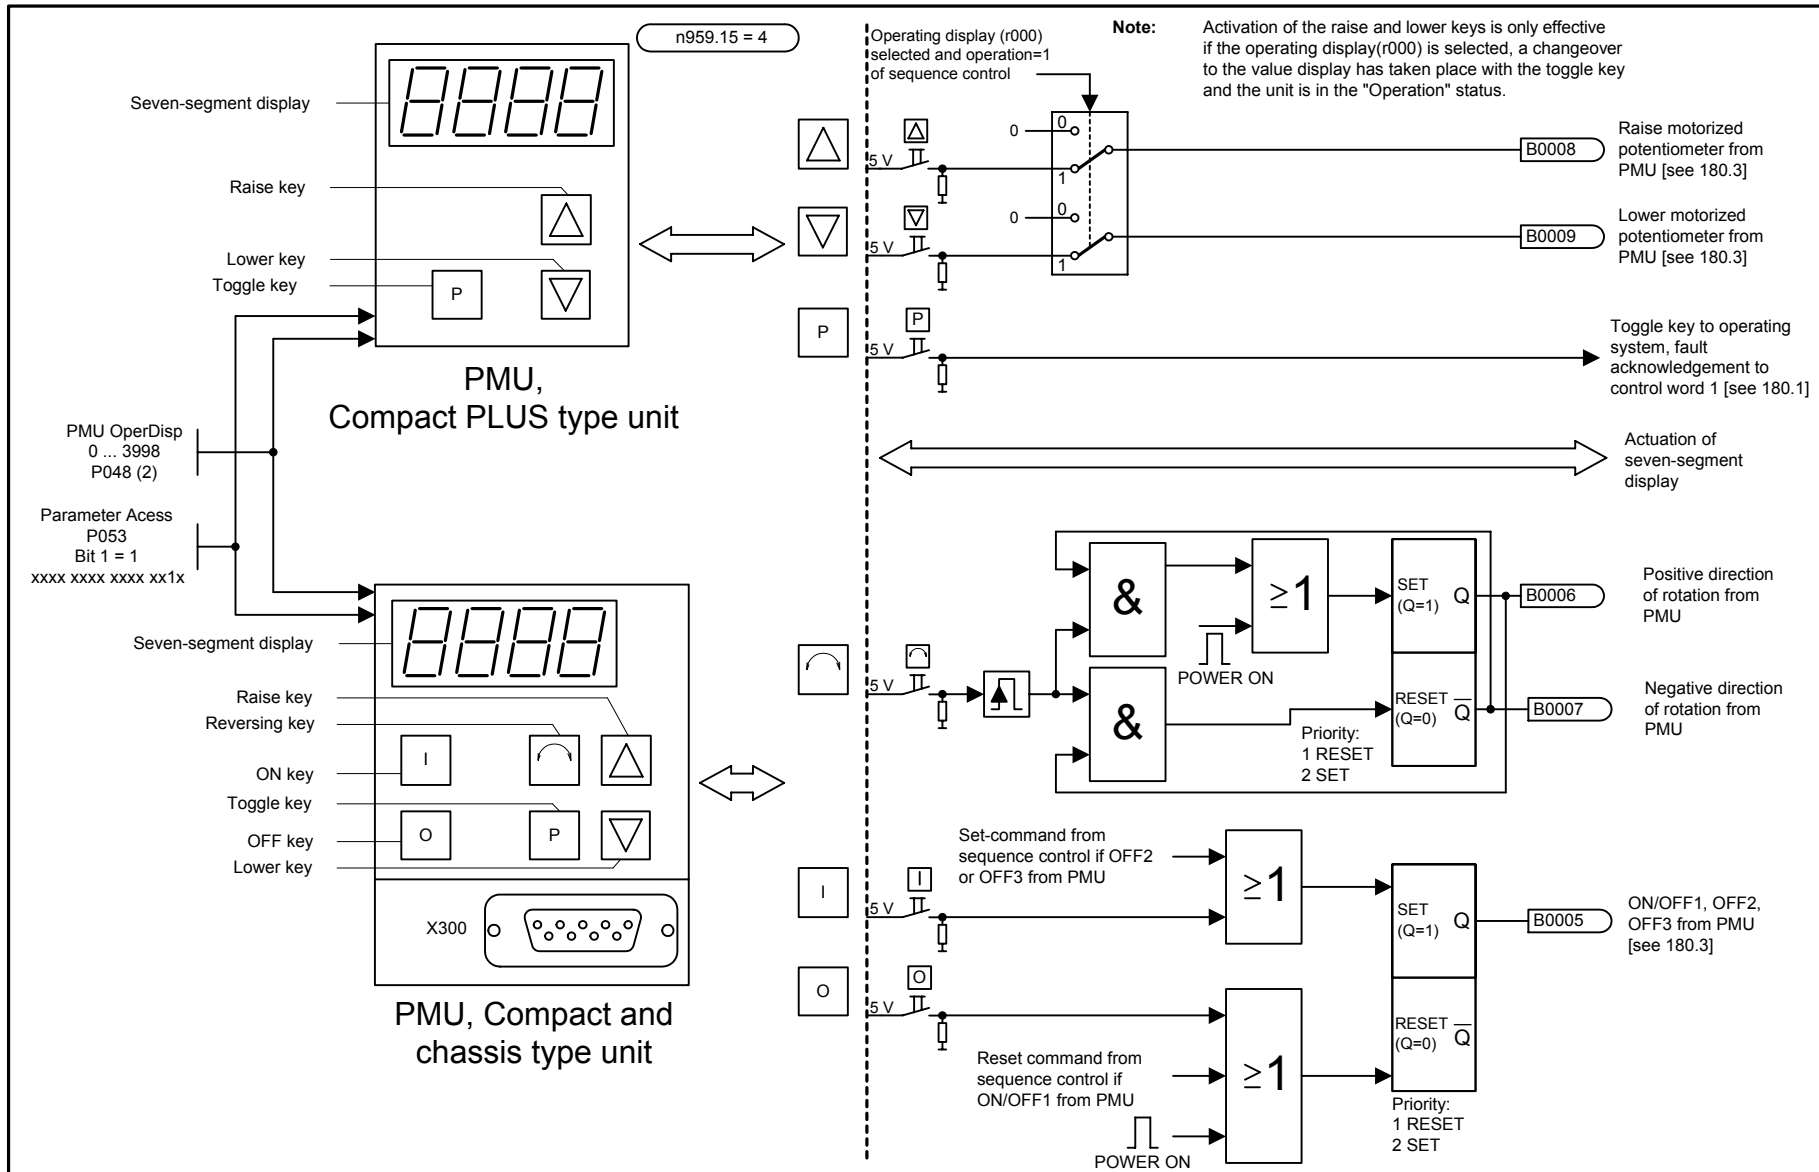 n959.15 = 4
Seven-segment display
Raise key
Lower key
Toggle key
P
PMU,
Compact PLUS type unit
PMU OperDisp
0 ... 3998
P048 (2)
Parameter Acess
P053
Bit 1 = 1
xxxx xxxx xxxx xx1x
Seven-segment display
Raise key
Reversing key
ON key
Toggle key
OFF key
Lower key
I
O
P
X300
PMU, Compact and
chassis type unit
Operating display (r000)
selected and operation=1
of sequence control
Note:
Activation of the raise and lower keys is only effective
if the operating display(r000) is selected, a changeover
to the value display has taken place with the toggle key
and the unit is in the "Operation" status.
5 V
0
0
1
B0008
Raise motorized
potentiometer from
PMU [see 180.3]
5 V
0
0
1
B0009
Lower motorized
potentiometer from
PMU [see 180.3]
P
P
5 V
Toggle key to operating
system, fault
acknowledgement to
control word 1 [see 180.1]
Actuation of
seven-segment
display
5 V
&
&
≥1
POWER ON
SET
(Q=1)
Q
RESET
(Q=0)
Q̅
Priority:
1 RESET
2 SET
B0006
Positive direction
of rotation from
PMU
B0007
Negative direction
of rotation from
PMU
Set-command from
sequence control if OFF2
or OFF3 from PMU
I
I
5 V
≥1
O
O
5 V
Reset command from
sequence control if
ON/OFF1 from PMU
POWER ON
≥1
SET
(Q=1)
Q
RESET
(Q=0)
Q̅
Priority:
1 RESET
2 SET
B0005
ON/OFF1, OFF2,
OFF3 from PMU
[see 180.3]